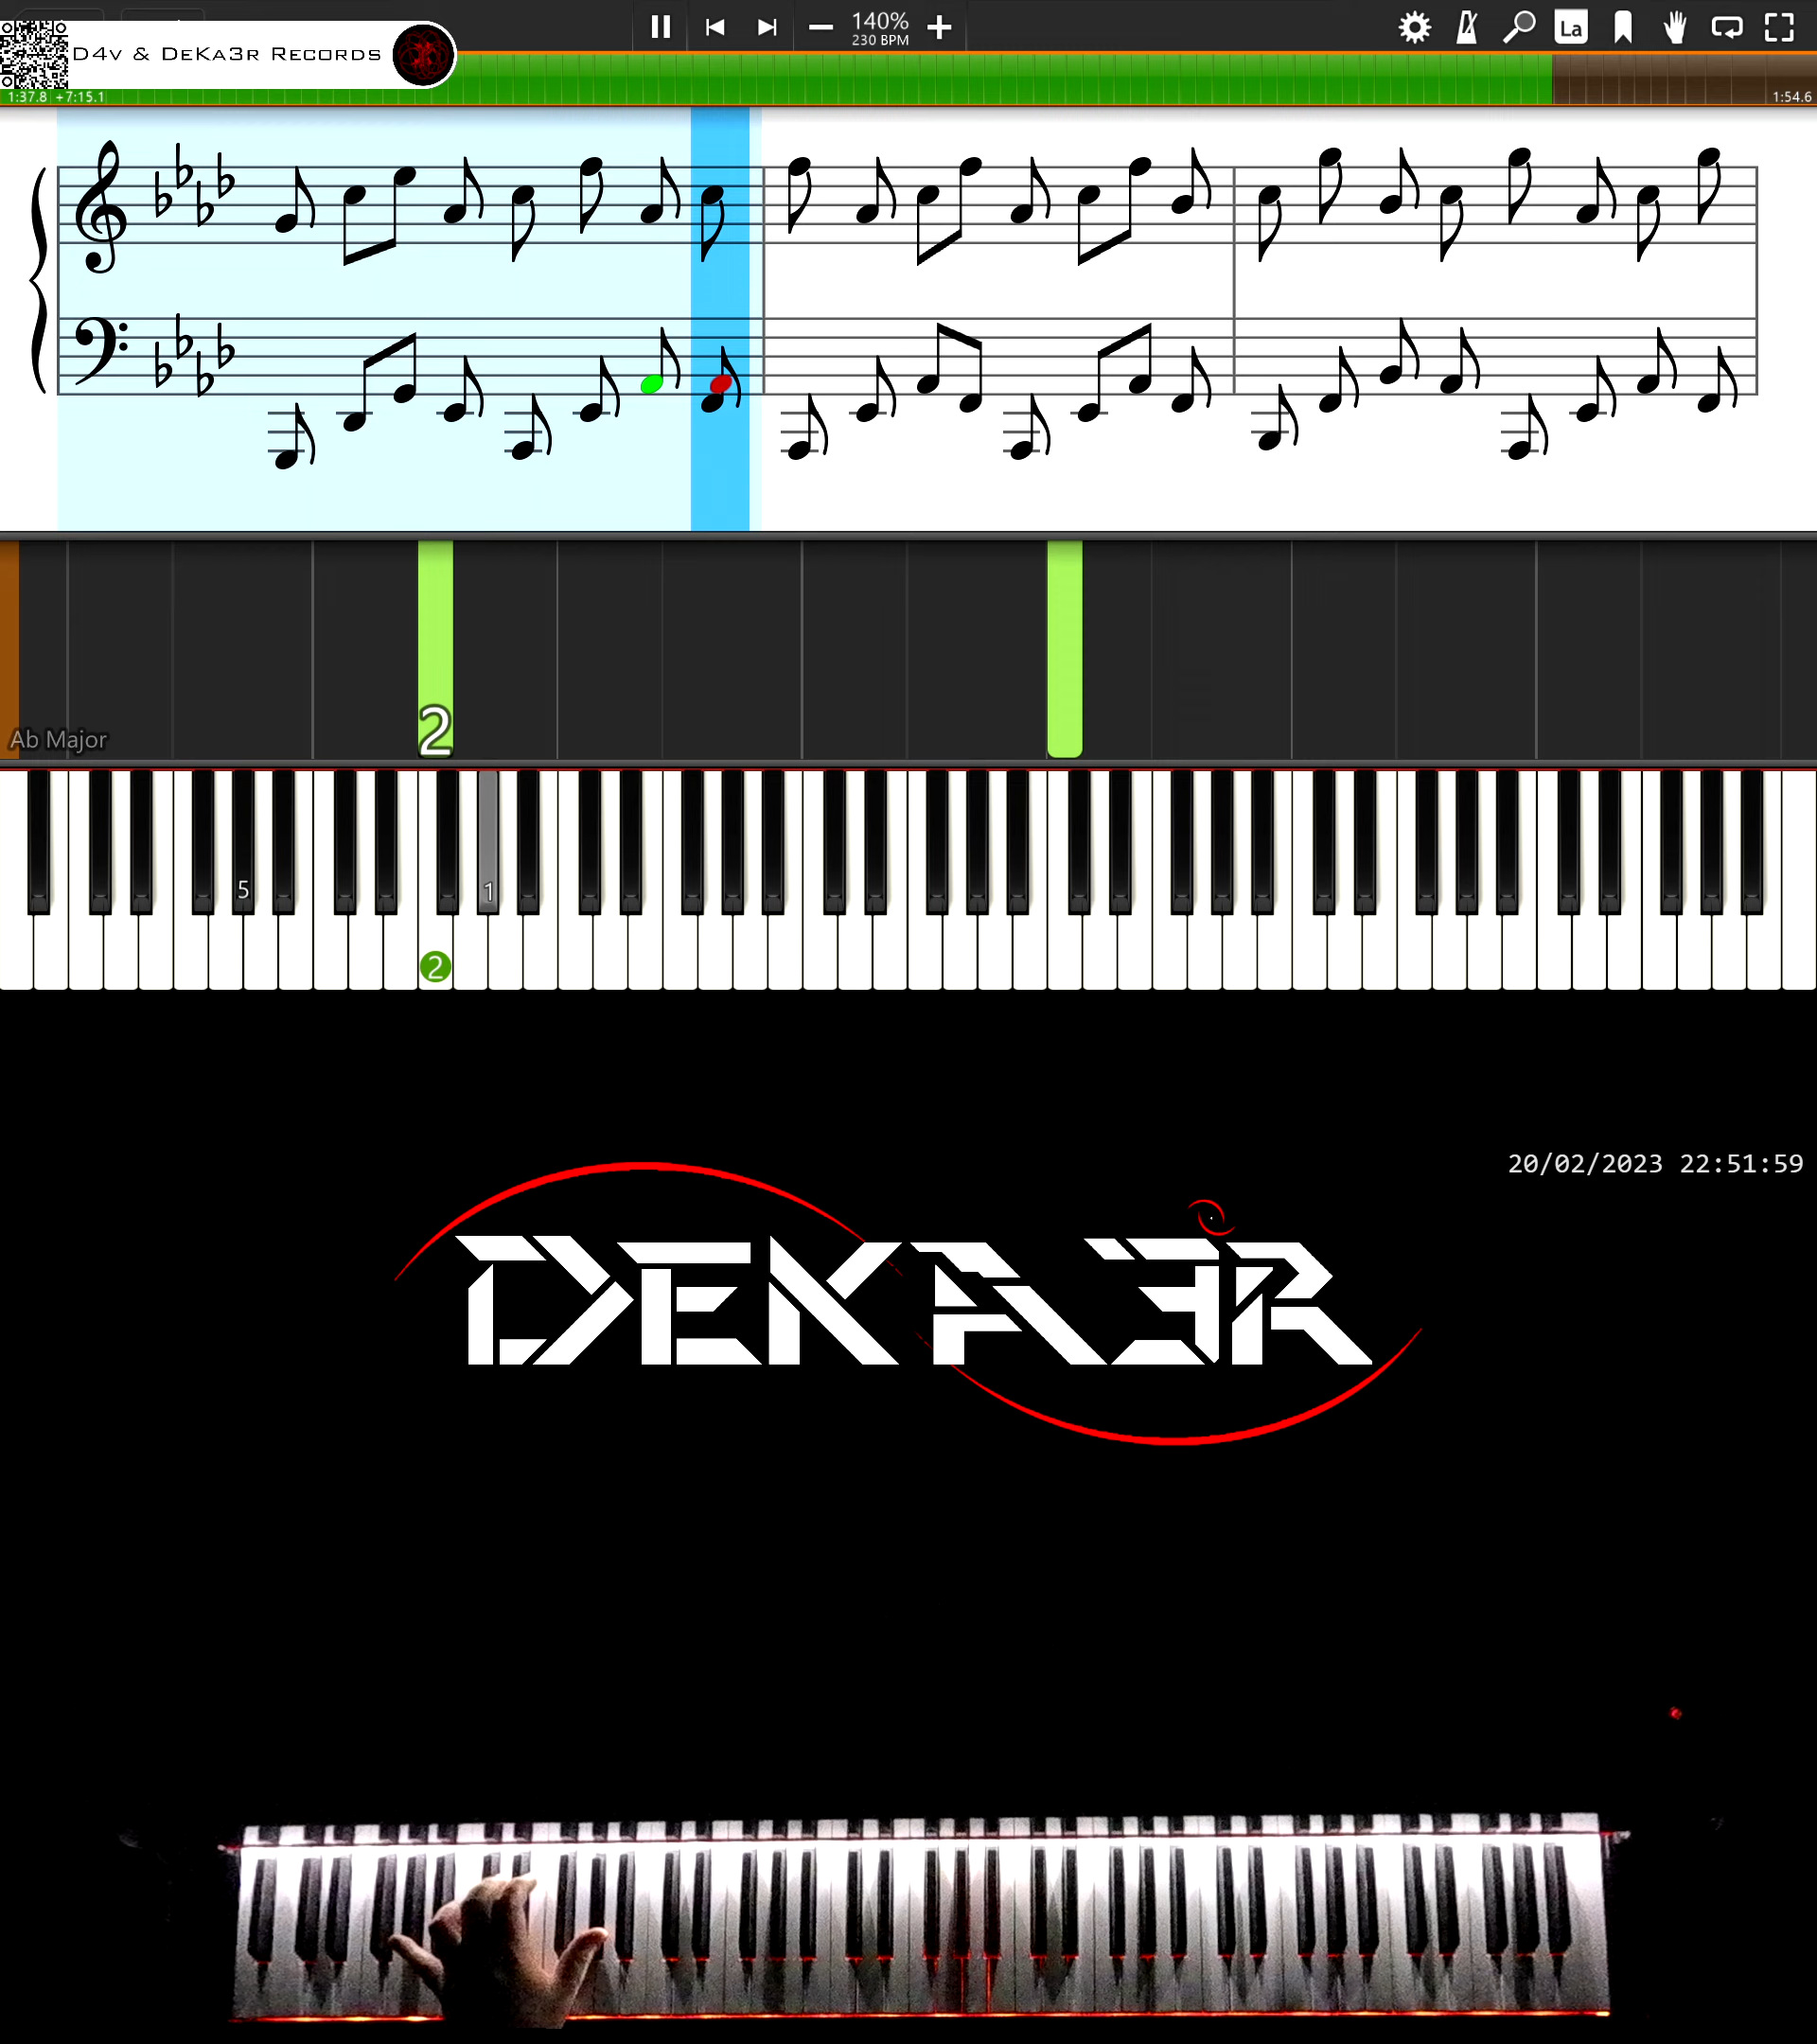 140%
230 BPM
La
D4v & DeKa3r Records
1:37.8 +7:15.1
1:54.6
2
Ab Major
5
1
2
20/02/2023 22:51:59
DEKA3R